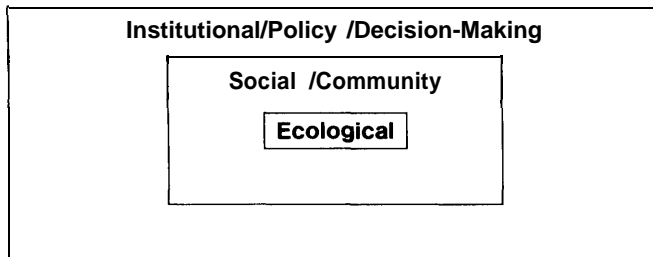 Institutional/Policy /Decision-Making
Social /Community
Ecological